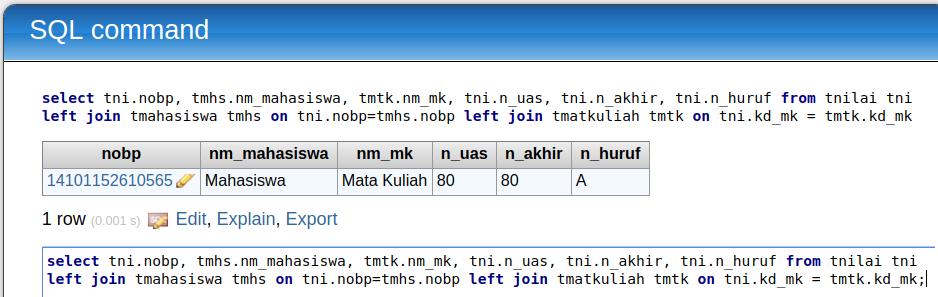 SQL command
select tni.nobp, tmhs.nm_mahasiswa, tmtk.nm_mk, tni.n_uas, tni.n_akhir, tni.n_huruf from tnilai tni
left join tmahasiswa tmhs on tni.nobp=tmhs.nobp left join tmatkuliah tmtk on tni.kd_mk = tmtk.kd_mk
nobp nm_mahasiswa nm_mk n_uas n_akhir n_huruf
14101152610565 Mahasiswa Mata Kuliah 80 80 A
1 row (0.001 s) Edit, Explain, Export
select tni.nobp, tmhs.nm_mahasiswa, tmtk.nm_mk, tni.n_uas, tni.n_akhir, tni.n_huruf from tnilai tni
left join tmahasiswa tmhs on tni.nobp=tmhs.nobp left join tmatkuliah tmtk on tni.kd_mk = tmtk.kd_mk;